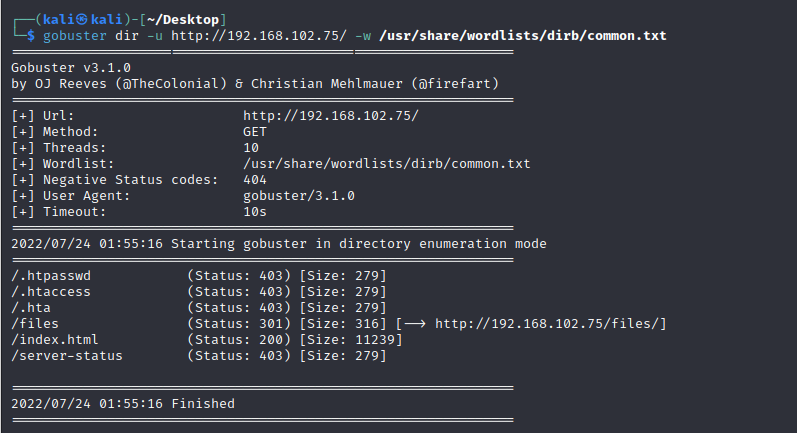 ┌──(kali㉿kali)-[~/Desktop]
└─$ gobuster dir -u http://192.168.102.75/ -w /usr/share/wordlists/dirb/common.txt
===============================================================
Gobuster v3.1.0
by OJ Reeves (@TheColonial) & Christian Mehlmauer (@firefart)
===============================================================
[+] Url:                     http://192.168.102.75/
[+] Method:                  GET
[+] Threads:                 10
[+] Wordlist:                /usr/share/wordlists/dirb/common.txt
[+] Negative Status codes:   404
[+] User Agent:              gobuster/3.1.0
[+] Timeout:                 10s
===============================================================
2022/07/24 01:55:16 Starting gobuster in directory enumeration mode
===============================================================
/.htpasswd            (Status: 403) [Size: 279]
/.htaccess            (Status: 403) [Size: 279]
/.hta                 (Status: 403) [Size: 279]
/files                (Status: 301) [Size: 316] [--> http://192.168.102.75/files/]
/index.html           (Status: 200) [Size: 11239]
/server-status        (Status: 403) [Size: 279]
===============================================================
2022/07/24 01:55:16 Finished
===============================================================